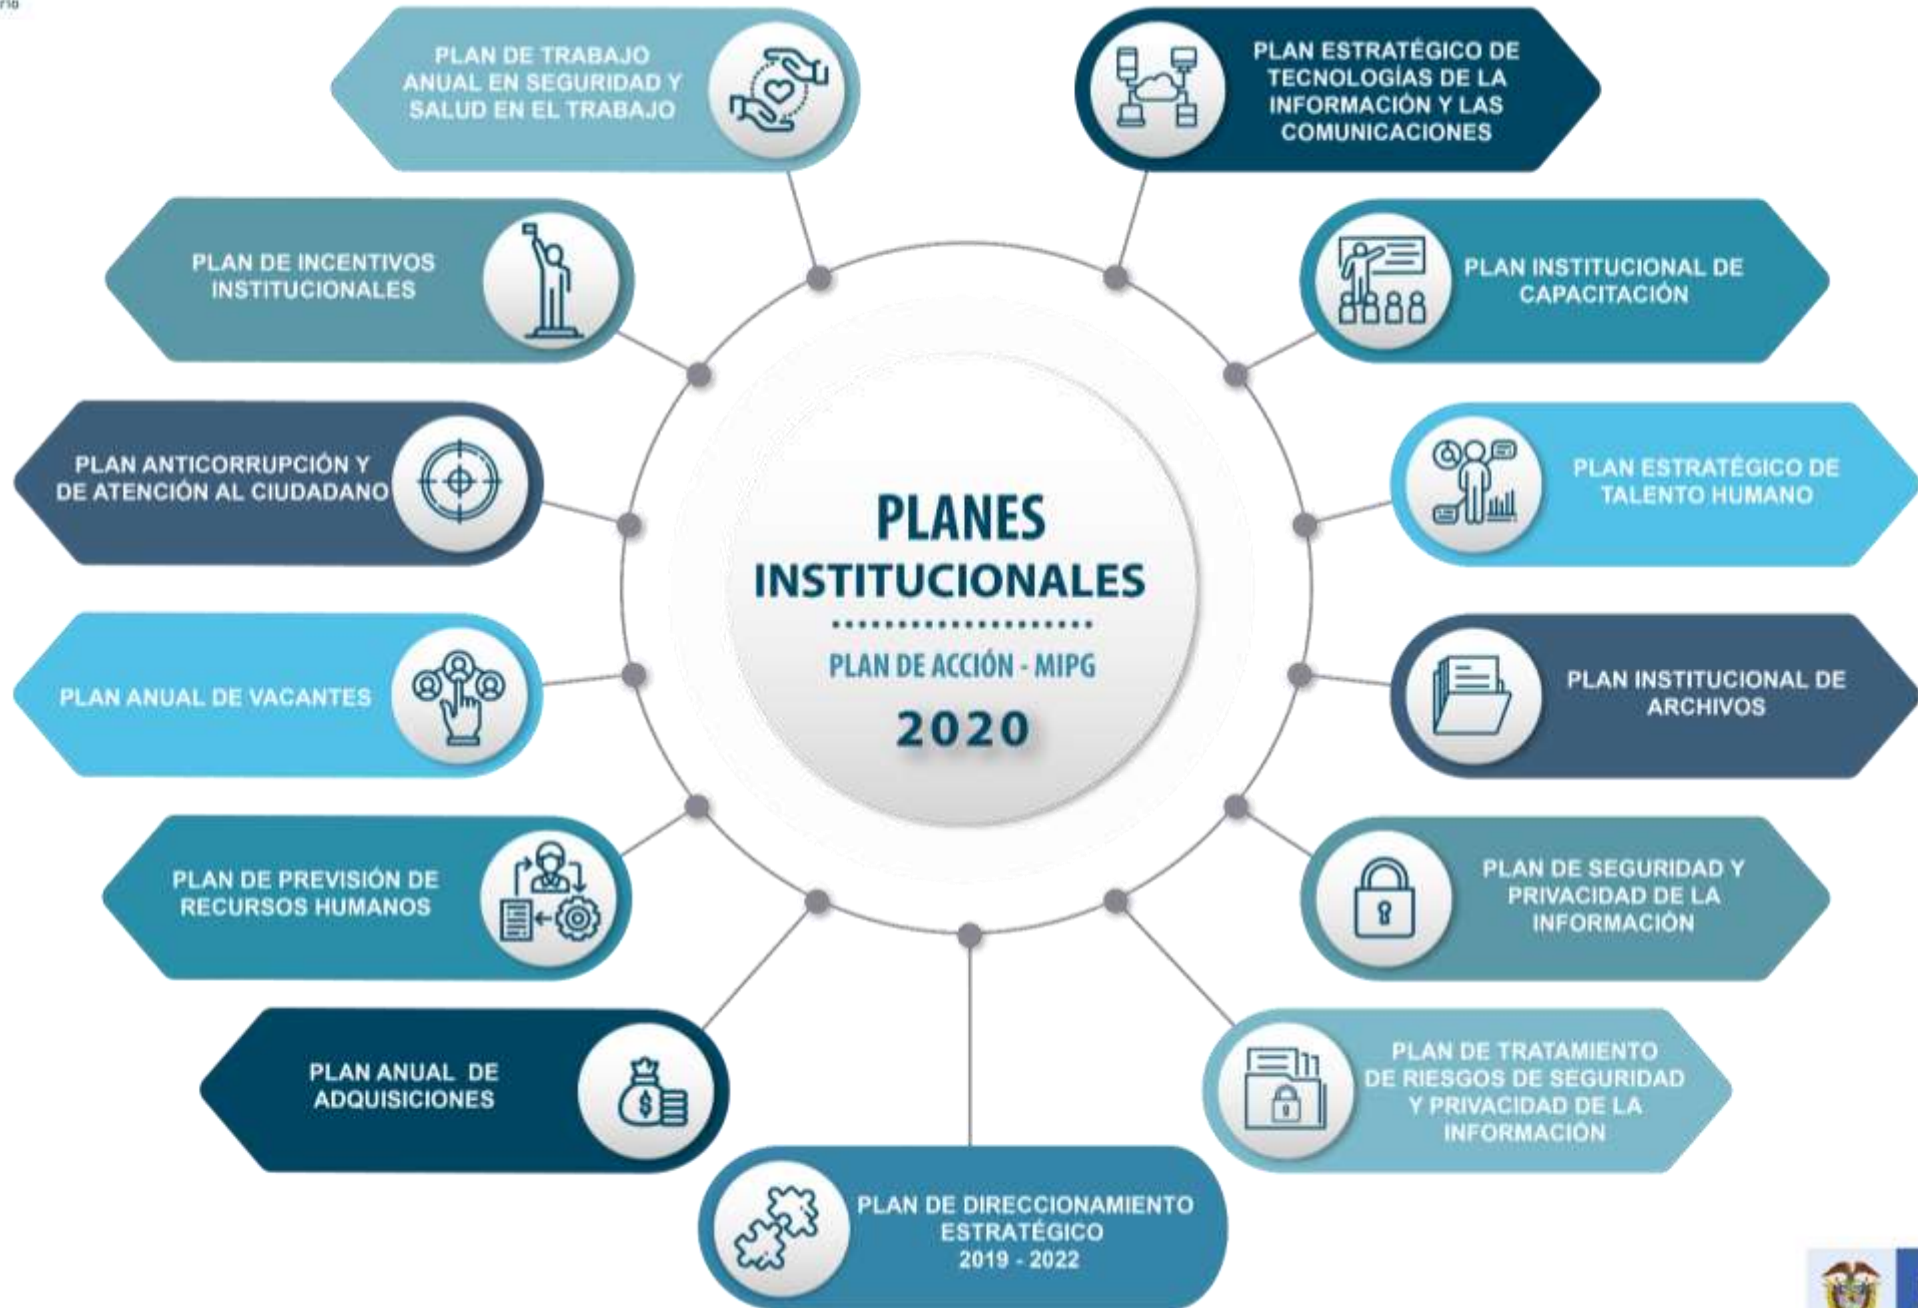 PLAN DE TRABAJO
ANUAL EN SEGURIDAD Y
SALUD EN EL TRABAJO
PLAN ESTRATÉGICO DE
TECNOLOGÍAS DE LA
INFORMACIÓN Y LAS
COMUNICACIONES
PLAN DE INCENTIVOS
INSTITUCIONALES
PLAN INSTITUCIONAL DE
CAPACITACIÓN
PLAN ANTICORRUPCIÓN Y
DE ATENCIÓN AL CIUDADANO
PLAN ESTRATÉGICO DE
TALENTO HUMANO
PLANES
INSTITUCIONALES
PLAN DE ACCIÓN - MIPG
2020
PLAN ANUAL DE VACANTES
PLAN INSTITUCIONAL DE
ARCHIVOS
PLAN DE PREVISIÓN DE
RECURSOS HUMANOS
PLAN DE SEGURIDAD Y
PRIVACIDAD DE LA
INFORMACIÓN
PLAN ANUAL DE
ADQUISICIONES
PLAN DE TRATAMIENTO
DE RIESGOS DE SEGURIDAD
Y PRIVACIDAD DE LA
INFORMACIÓN
PLAN DE DIRECCIONAMIENTO
ESTRATÉGICO
2019 - 2022